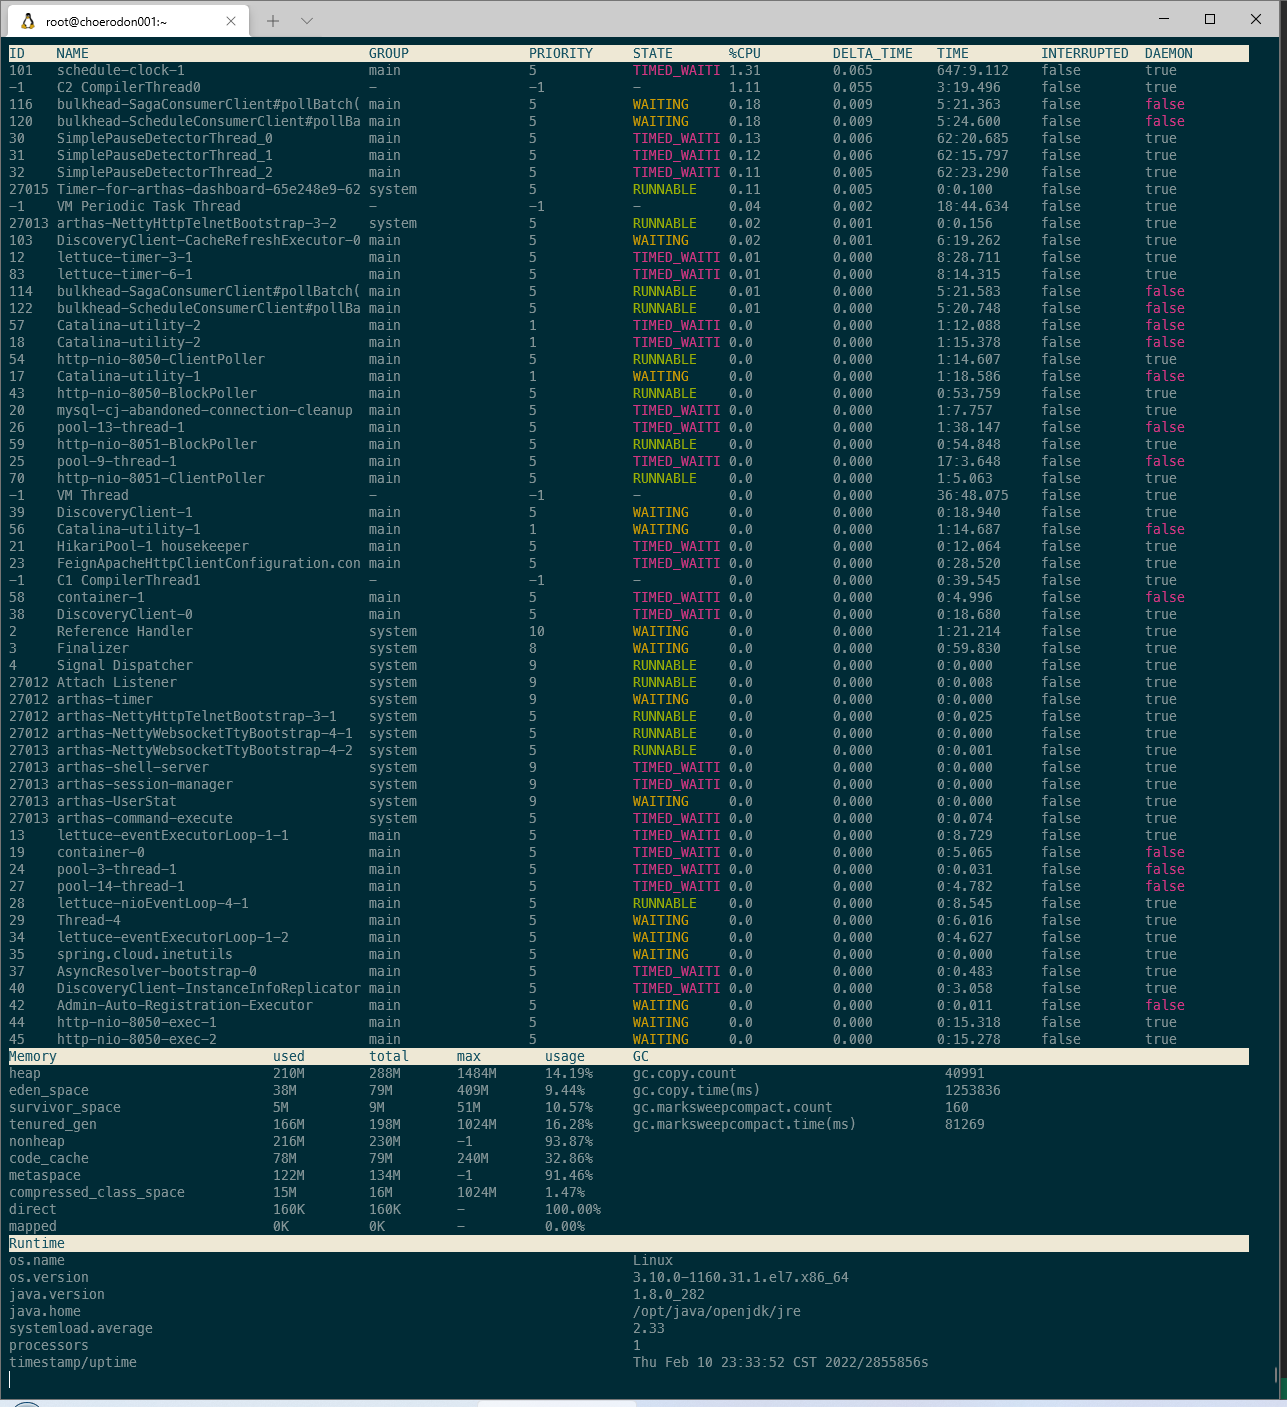 root@choerodon001:~
ID NAME GROUP PRIORITY STATE %CPU DELTA_TIME TIME INTERRUPTED DAEMON
101 schedule-clock-1 main 5 TIMED_WAITI 1.31 0.065 647:9.112 false true
-1 C2 CompilerThread0 - -1 - 1.11 0.055 3:19.496 false true
116 bulkhead-SagaConsumerClient#pollBatch( main 5 WAITING 0.18 0.009 5:21.363 false false
120 bulkhead-ScheduleConsumerClient#pollBa main 5 WAITING 0.18 0.009 5:24.600 false false
30 SimplePauseDetectorThread_0 main 5 TIMED_WAITI 0.13 0.006 62:20.685 false true
31 SimplePauseDetectorThread_1 main 5 TIMED_WAITI 0.12 0.006 62:15.797 false true
32 SimplePauseDetectorThread_2 main 5 TIMED_WAITI 0.11 0.005 62:23.290 false true
27015 Timer-for-arthas-dashboard-65e248e9-62 system 5 RUNNABLE 0.11 0.005 0:0.100 false true
-1 VM Periodic Task Thread - -1 - 0.04 0.002 18:44.634 false true
27013 arthas-NettyHttpTelnetBootstrap-3-2 system 5 RUNNABLE 0.02 0.001 0:0.156 false true
103 DiscoveryClient-CacheRefreshExecutor-0 main 5 WAITING 0.02 0.001 6:19.262 false true
12 lettuce-timer-3-1 main 5 TIMED_WAITI 0.01 0.000 8:28.711 false true
83 lettuce-timer-6-1 main 5 TIMED_WAITI 0.01 0.000 8:14.315 false true
114 bulkhead-SagaConsumerClient#pollBatch( main 5 RUNNABLE 0.01 0.000 5:21.583 false false
122 bulkhead-ScheduleConsumerClient#pollBa main 5 RUNNABLE 0.01 0.000 5:20.748 false false
57 Catalina-utility-2 main 1 TIMED_WAITI 0.0 0.000 1:12.088 false false
18 Catalina-utility-2 main 1 TIMED_WAITI 0.0 0.000 1:15.378 false false
54 http-nio-8050-ClientPoller main 5 RUNNABLE 0.0 0.000 1:14.607 false true
17 Catalina-utility-1 main 1 WAITING 0.0 0.000 1:18.586 false false
43 http-nio-8050-BlockPoller main 5 RUNNABLE 0.0 0.000 0:53.759 false true
20 mysql-cj-abandoned-connection-cleanup main 5 TIMED_WAITI 0.0 0.000 1:7.757 false true
26 pool-13-thread-1 main 5 TIMED_WAITI 0.0 0.000 1:38.147 false false
59 http-nio-8051-BlockPoller main 5 RUNNABLE 0.0 0.000 0:54.848 false true
25 pool-9-thread-1 main 5 TIMED_WAITI 0.0 0.000 17:3.648 false false
70 http-nio-8051-ClientPoller main 5 RUNNABLE 0.0 0.000 1:5.063 false true
-1 VM Thread - -1 - 0.0 0.000 36:48.075 false true
39 DiscoveryClient-1 main 5 WAITING 0.0 0.000 0:18.940 false true
56 Catalina-utility-1 main 1 WAITING 0.0 0.000 1:14.687 false false
21 HikariPool-1 housekeeper main 5 TIMED_WAITI 0.0 0.000 0:12.064 false true
23 FeignApacheHttpClientConfiguration.con main 5 TIMED_WAITI 0.0 0.000 0:28.520 false true
-1 C1 CompilerThread1 - -1 - 0.0 0.000 0:39.545 false true
58 container-1 main 5 TIMED_WAITI 0.0 0.000 0:4.996 false false
38 DiscoveryClient-0 main 5 TIMED_WAITI 0.0 0.000 0:18.680 false true
2 Reference Handler system 10 WAITING 0.0 0.000 1:21.214 false true
3 Finalizer system 8 WAITING 0.0 0.000 0:59.830 false true
4 Signal Dispatcher system 9 RUNNABLE 0.0 0.000 0:0.000 false true
27012 Attach Listener system 9 RUNNABLE 0.0 0.000 0:0.008 false true
27012 arthas-timer system 9 WAITING 0.0 0.000 0:0.000 false true
27012 arthas-NettyHttpTelnetBootstrap-3-1 system 5 RUNNABLE 0.0 0.000 0:0.025 false true
27012 arthas-NettyWebsocketTtyBootstrap-4-1 system 5 RUNNABLE 0.0 0.000 0:0.000 false true
27013 arthas-NettyWebsocketTtyBootstrap-4-2 system 5 RUNNABLE 0.0 0.000 0:0.001 false true
27013 arthas-shell-server system 9 TIMED_WAITI 0.0 0.000 0:0.000 false true
27013 arthas-session-manager system 9 TIMED_WAITI 0.0 0.000 0:0.000 false true
27013 arthas-UserStat system 9 WAITING 0.0 0.000 0:0.000 false true
27013 arthas-command-execute system 5 TIMED_WAITI 0.0 0.000 0:0.074 false true
13 lettuce-eventExecutorLoop-1-1 main 5 TIMED_WAITI 0.0 0.000 0:8.729 false true
19 container-0 main 5 TIMED_WAITI 0.0 0.000 0:5.065 false false
24 pool-3-thread-1 main 5 TIMED_WAITI 0.0 0.000 0:0.031 false false
27 pool-14-thread-1 main 5 TIMED_WAITI 0.0 0.000 0:4.782 false false
28 lettuce-nioEventLoop-4-1 main 5 RUNNABLE 0.0 0.000 0:8.545 false true
29 Thread-4 main 5 WAITING 0.0 0.000 0:6.016 false true
34 lettuce-eventExecutorLoop-1-2 main 5 WAITING 0.0 0.000 0:4.627 false true
35 spring.cloud.inetutils main 5 WAITING 0.0 0.000 0:0.000 false true
37 AsyncResolver-bootstrap-0 main 5 TIMED_WAITI 0.0 0.000 0:0.483 false true
40 DiscoveryClient-InstanceInfoReplicator main 5 TIMED_WAITI 0.0 0.000 0:3.058 false true
42 Admin-Auto-Registration-Executor main 5 WAITING 0.0 0.000 0:0.011 false false
44 http-nio-8050-exec-1 main 5 WAITING 0.0 0.000 0:15.318 false true
45 http-nio-8050-exec-2 main 5 WAITING 0.0 0.000 0:15.278 false true
Memory used total max usage GC
heap 210M 288M 1484M 14.19% gc.copy.count 40991
eden_space 38M 79M 409M 9.44% gc.copy.time(ms) 1253836
survivor_space 5M 9M 51M 10.57% gc.marksweepcompact.count 160
tenured_gen 166M 198M 1024M 16.28% gc.marksweepcompact.time(ms) 81269
nonheap 216M 230M -1 93.87%
code_cache 78M 79M 240M 32.86%
metaspace 122M 134M -1 91.46%
compressed_class_space 15M 16M 1024M 1.47%
direct 160K 160K - 100.00%
mapped 0K 0K - 0.00%
Runtime
os.name Linux
os.version 3.10.0-1160.31.1.el7.x86_64
java.version 1.8.0_282
java.home /opt/java/openjdk/jre
systemload.average 2.33
processors 1
timestamp/uptime Thu Feb 10 23:33:52 CST 2022/2855856s